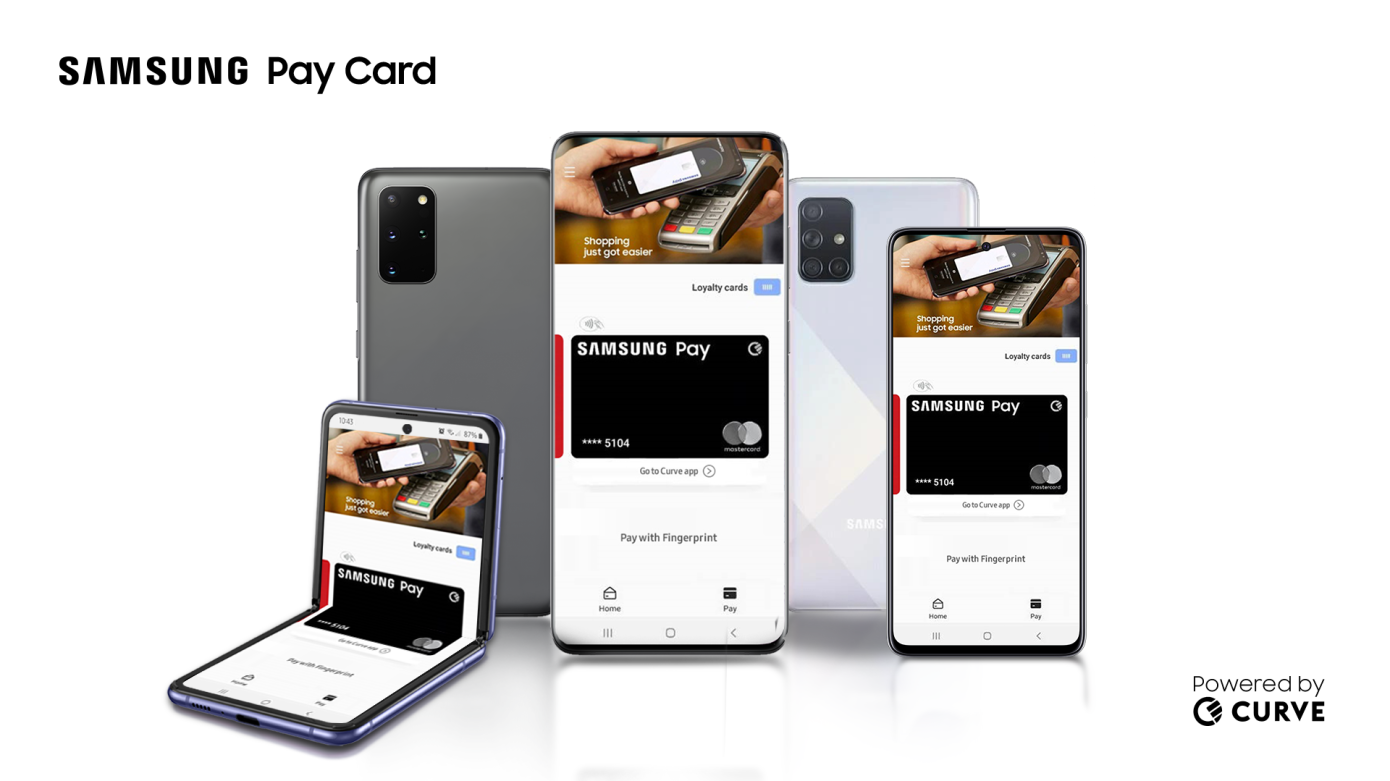 SAMSUNG Pay Card
Shopping
just got easier
Loyalty cards
SAMSUNG Pay
**** 5104
mastercard
Go to Curve app
Pay with Fingerprint
Home
Pay
SAMS
Shopping
just got easier
Loyalty cards
SAMSUNG Pay
**** 5104
mastercard
Go to Curve app
Pay with Fingerprint
Home
Pay
10:43
87%
Shopping
just got easier
Loyalty cards
SAMSUNG Pay
**** 5104
Go to Curve app
Pay with Fingerprint
Home
Pay
Powered by
CURVE